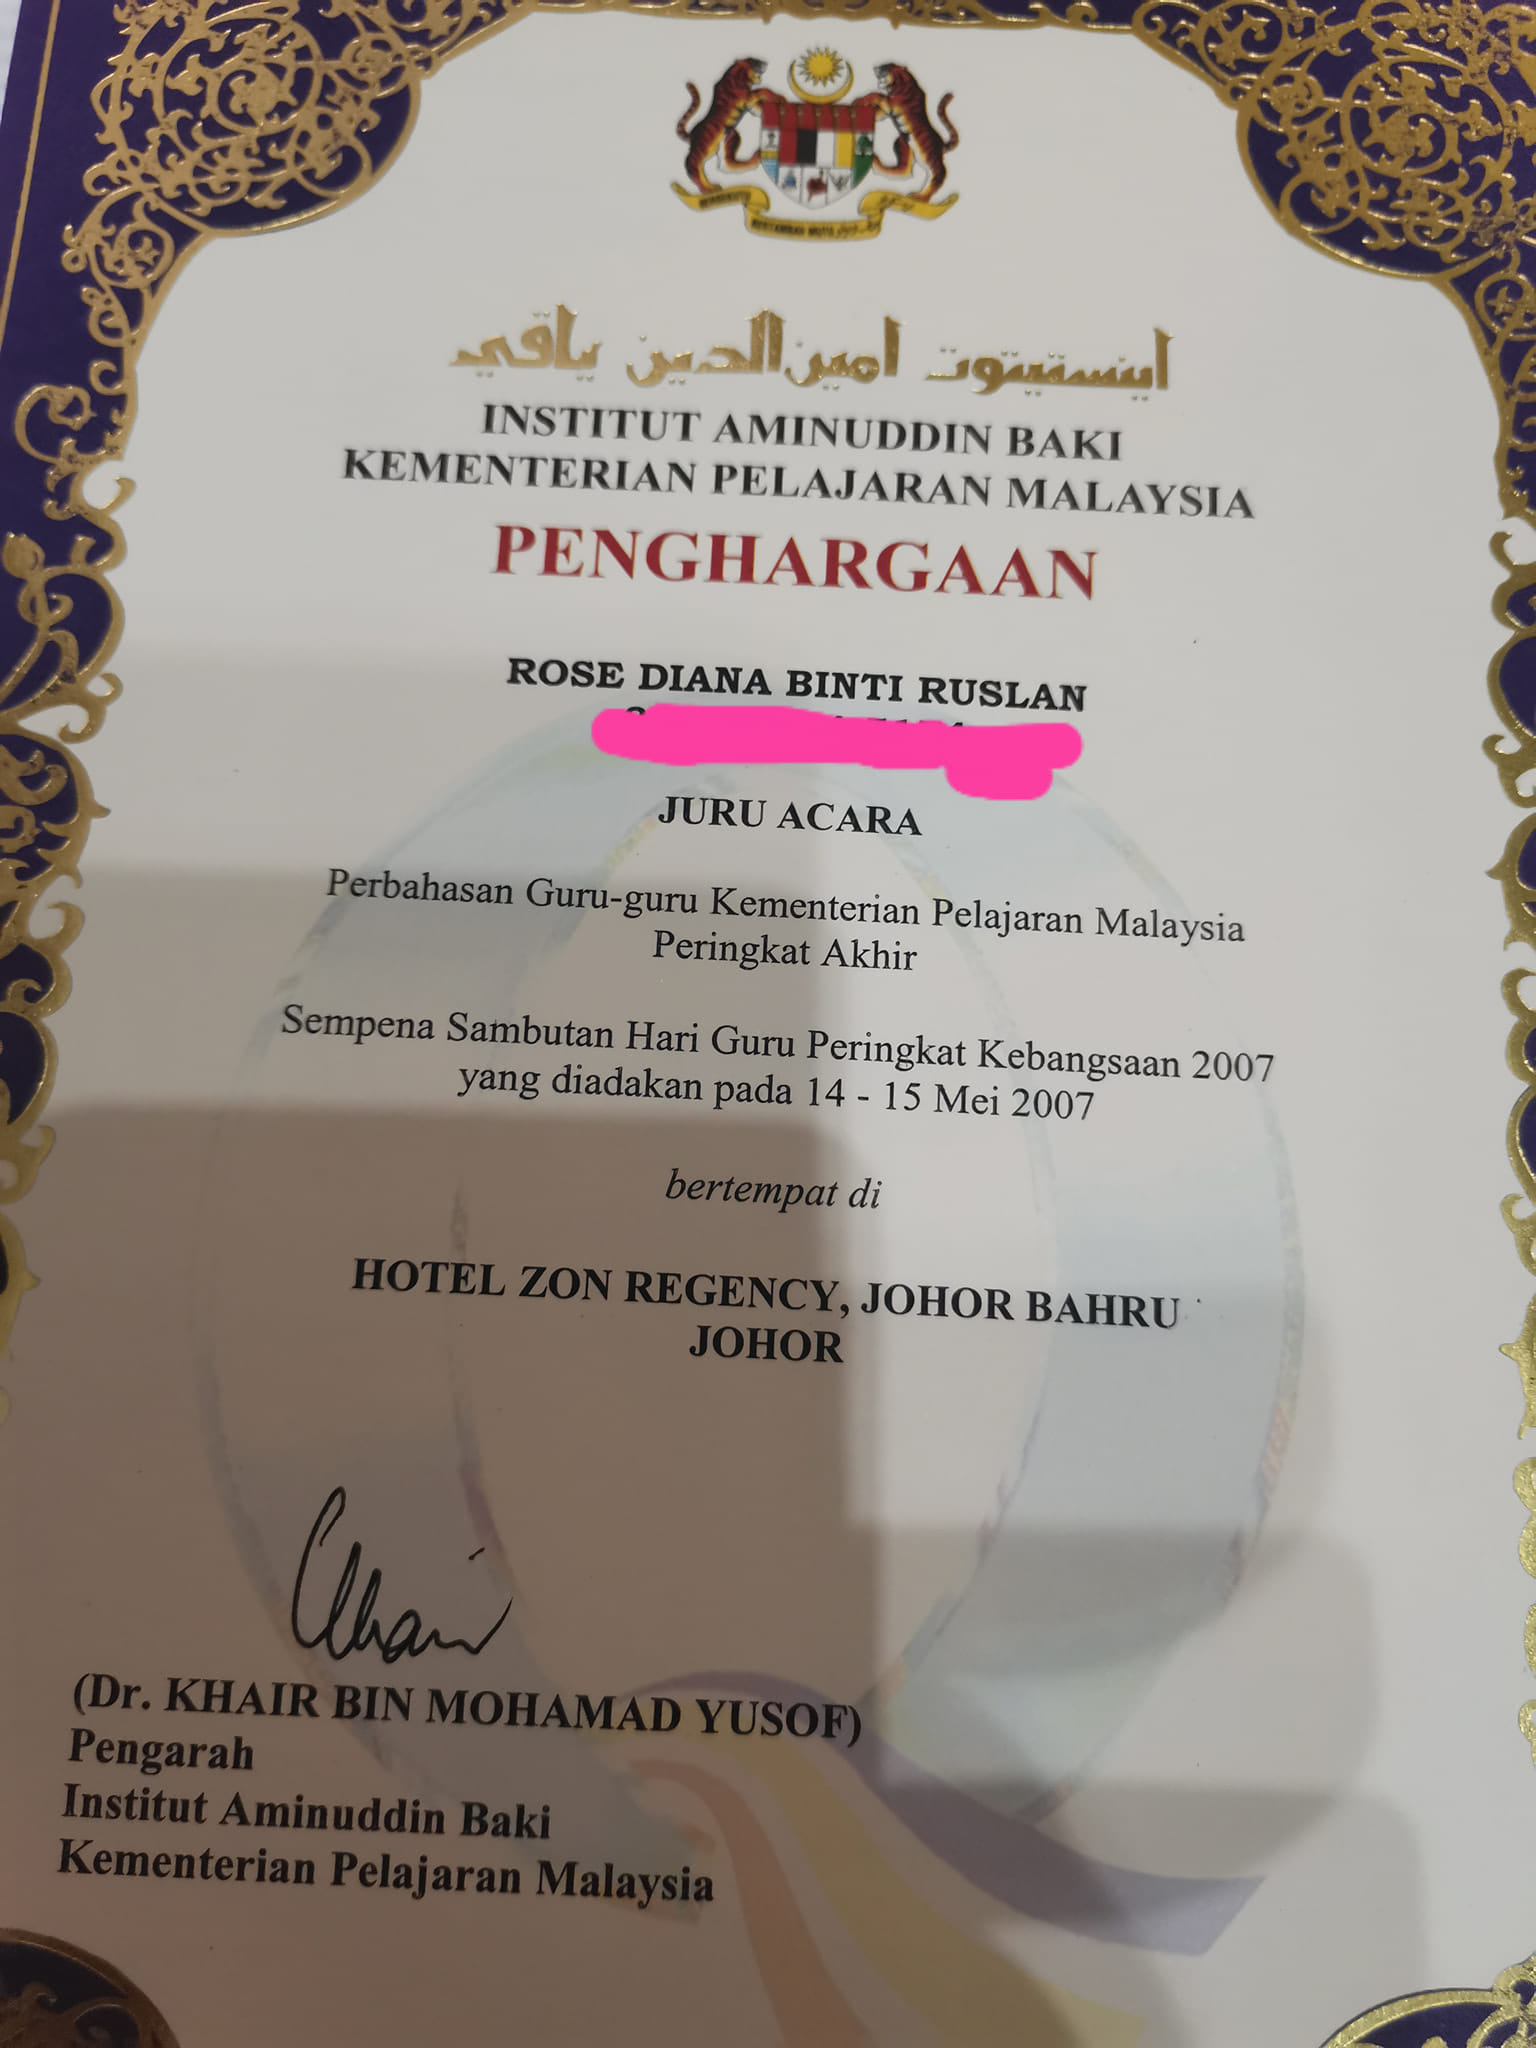 اينستيتوت امين الدين باقي
INSTITUT AMINUDDIN BAKI
KEMENTERIAN PELAJARAN MALAYSIA
PENGHARGAAN
ROSE DIANA BINTI RUSLAN
JURU ACARA
Perbahasan Guru-guru Kementerian Pelajaran Malaysia
Peringkat Akhir
Sempena Sambutan Hari Guru Peringkat Kebangsaan 2007
yang diadakan pada 14 - 15 Mei 2007
bertempat di
HOTEL ZON REGENCY, JOHOR BAHRU
JOHOR
(Dr. KHAIR BIN MOHAMAD YUSOF)
Pengarah
Institut Aminuddin Baki
Kementerian Pelajaran Malaysia